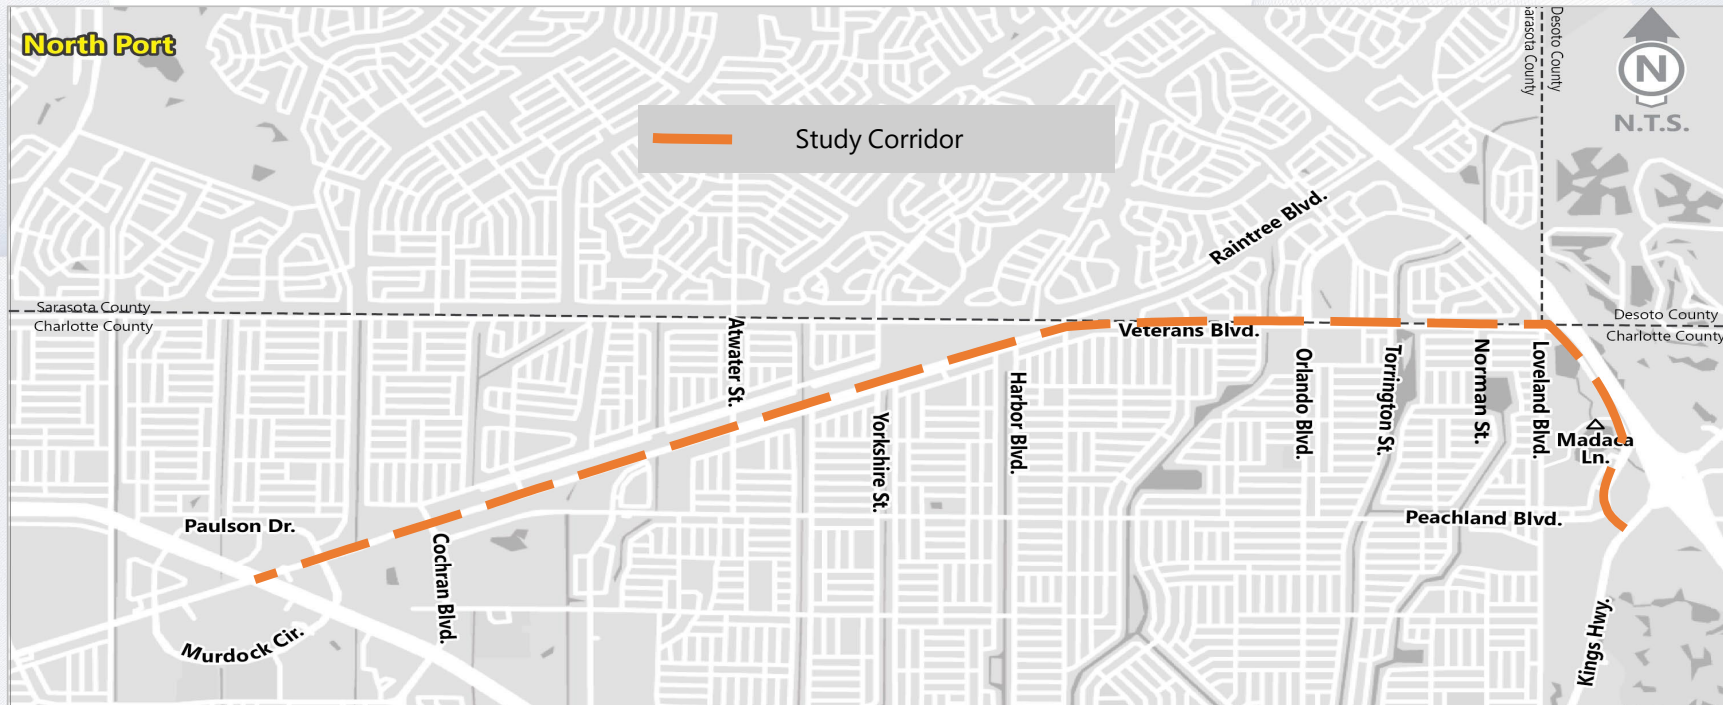 North Port
Sarasota County
Desoto County
N
N.T.S.
Study Corridor
Raintree Blvd.
Sarasota County
Charlotte County
Desoto County
Charlotte County
Veterans Blvd.
Atwater St.
Yorkshire St.
Harbor Blvd.
Orlando Blvd.
Torrington St.
Norman St.
Loveland Blvd.
Madaca
Ln.
Paulson Dr.
Cochran Blvd.
Peachland Blvd.
Murdock Cir.
Kings Hwy.